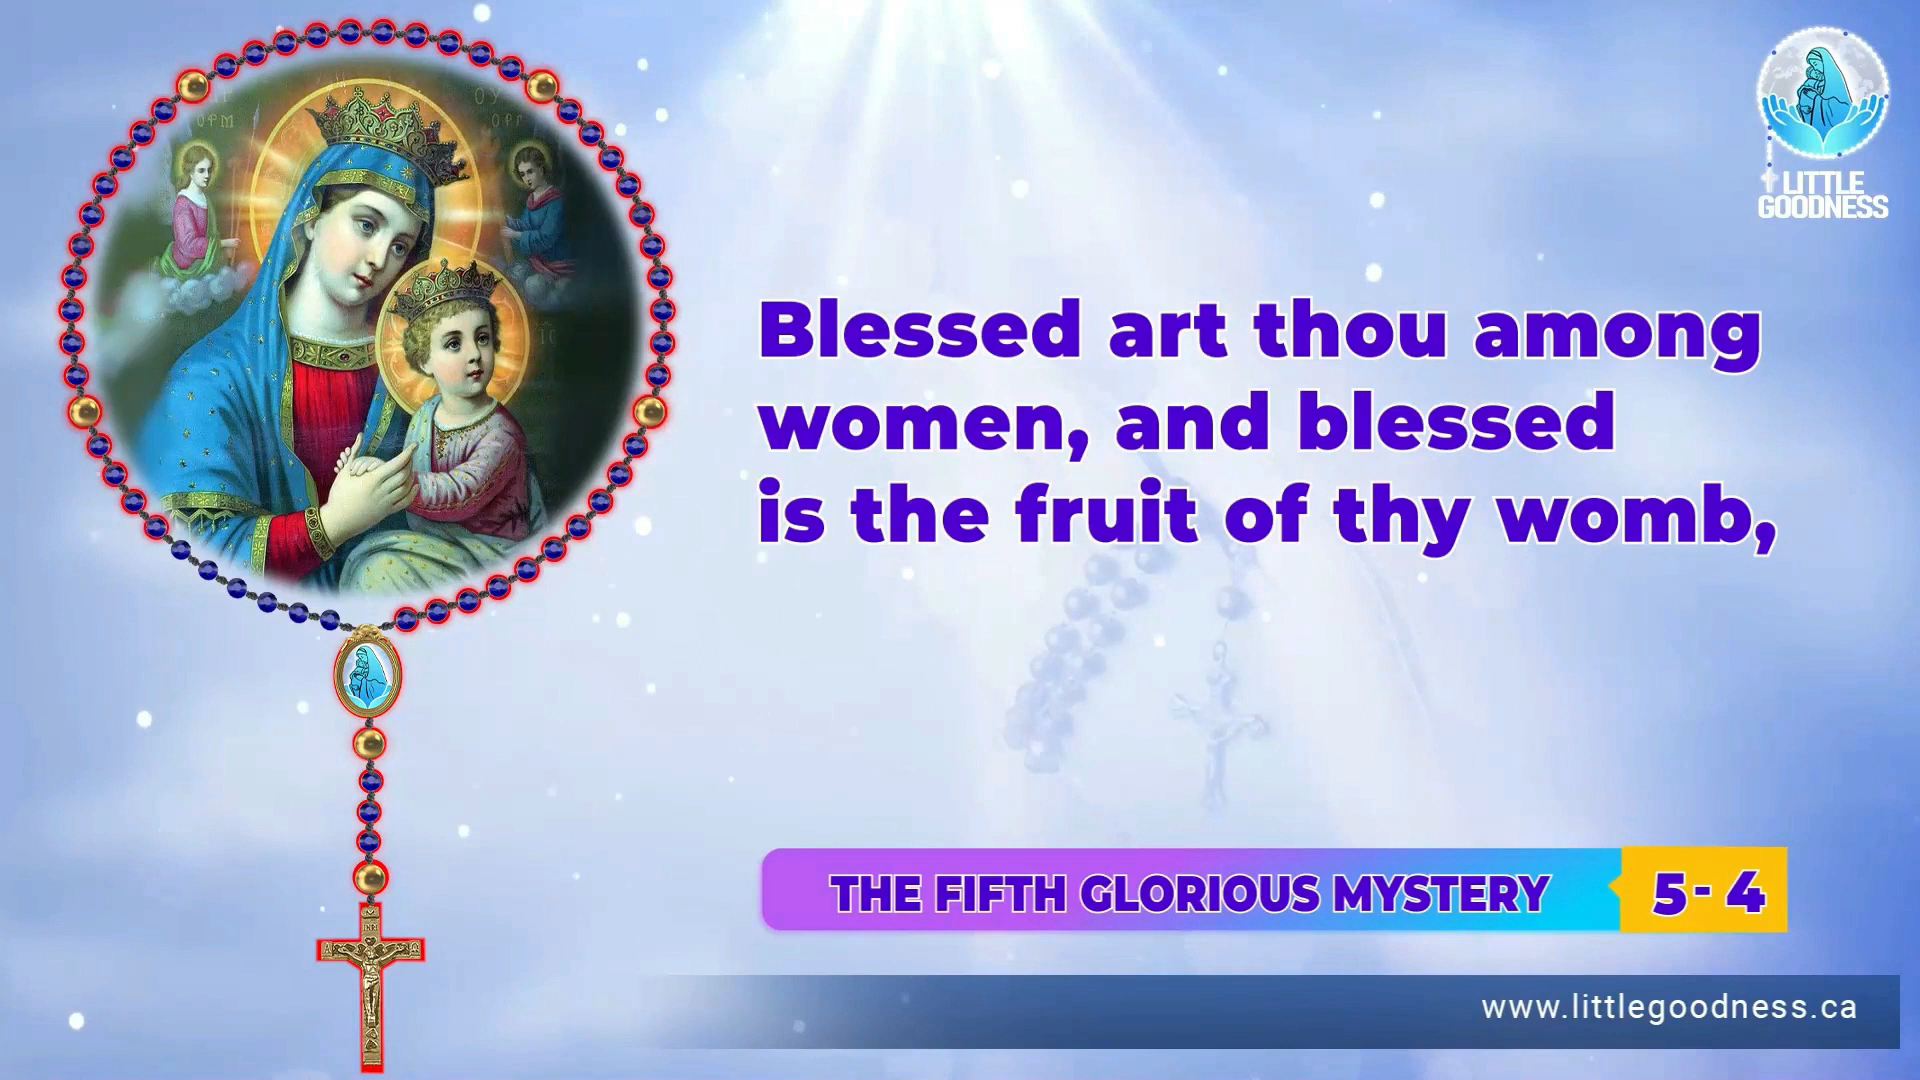 LITTLE
GOODNESS
Blessed art thou among
women, and blessed
is the fruit of thy womb,
THE FIFTH GLORIOUS MYSTERY
5 - 4
www.littlegoodness.ca
INRI